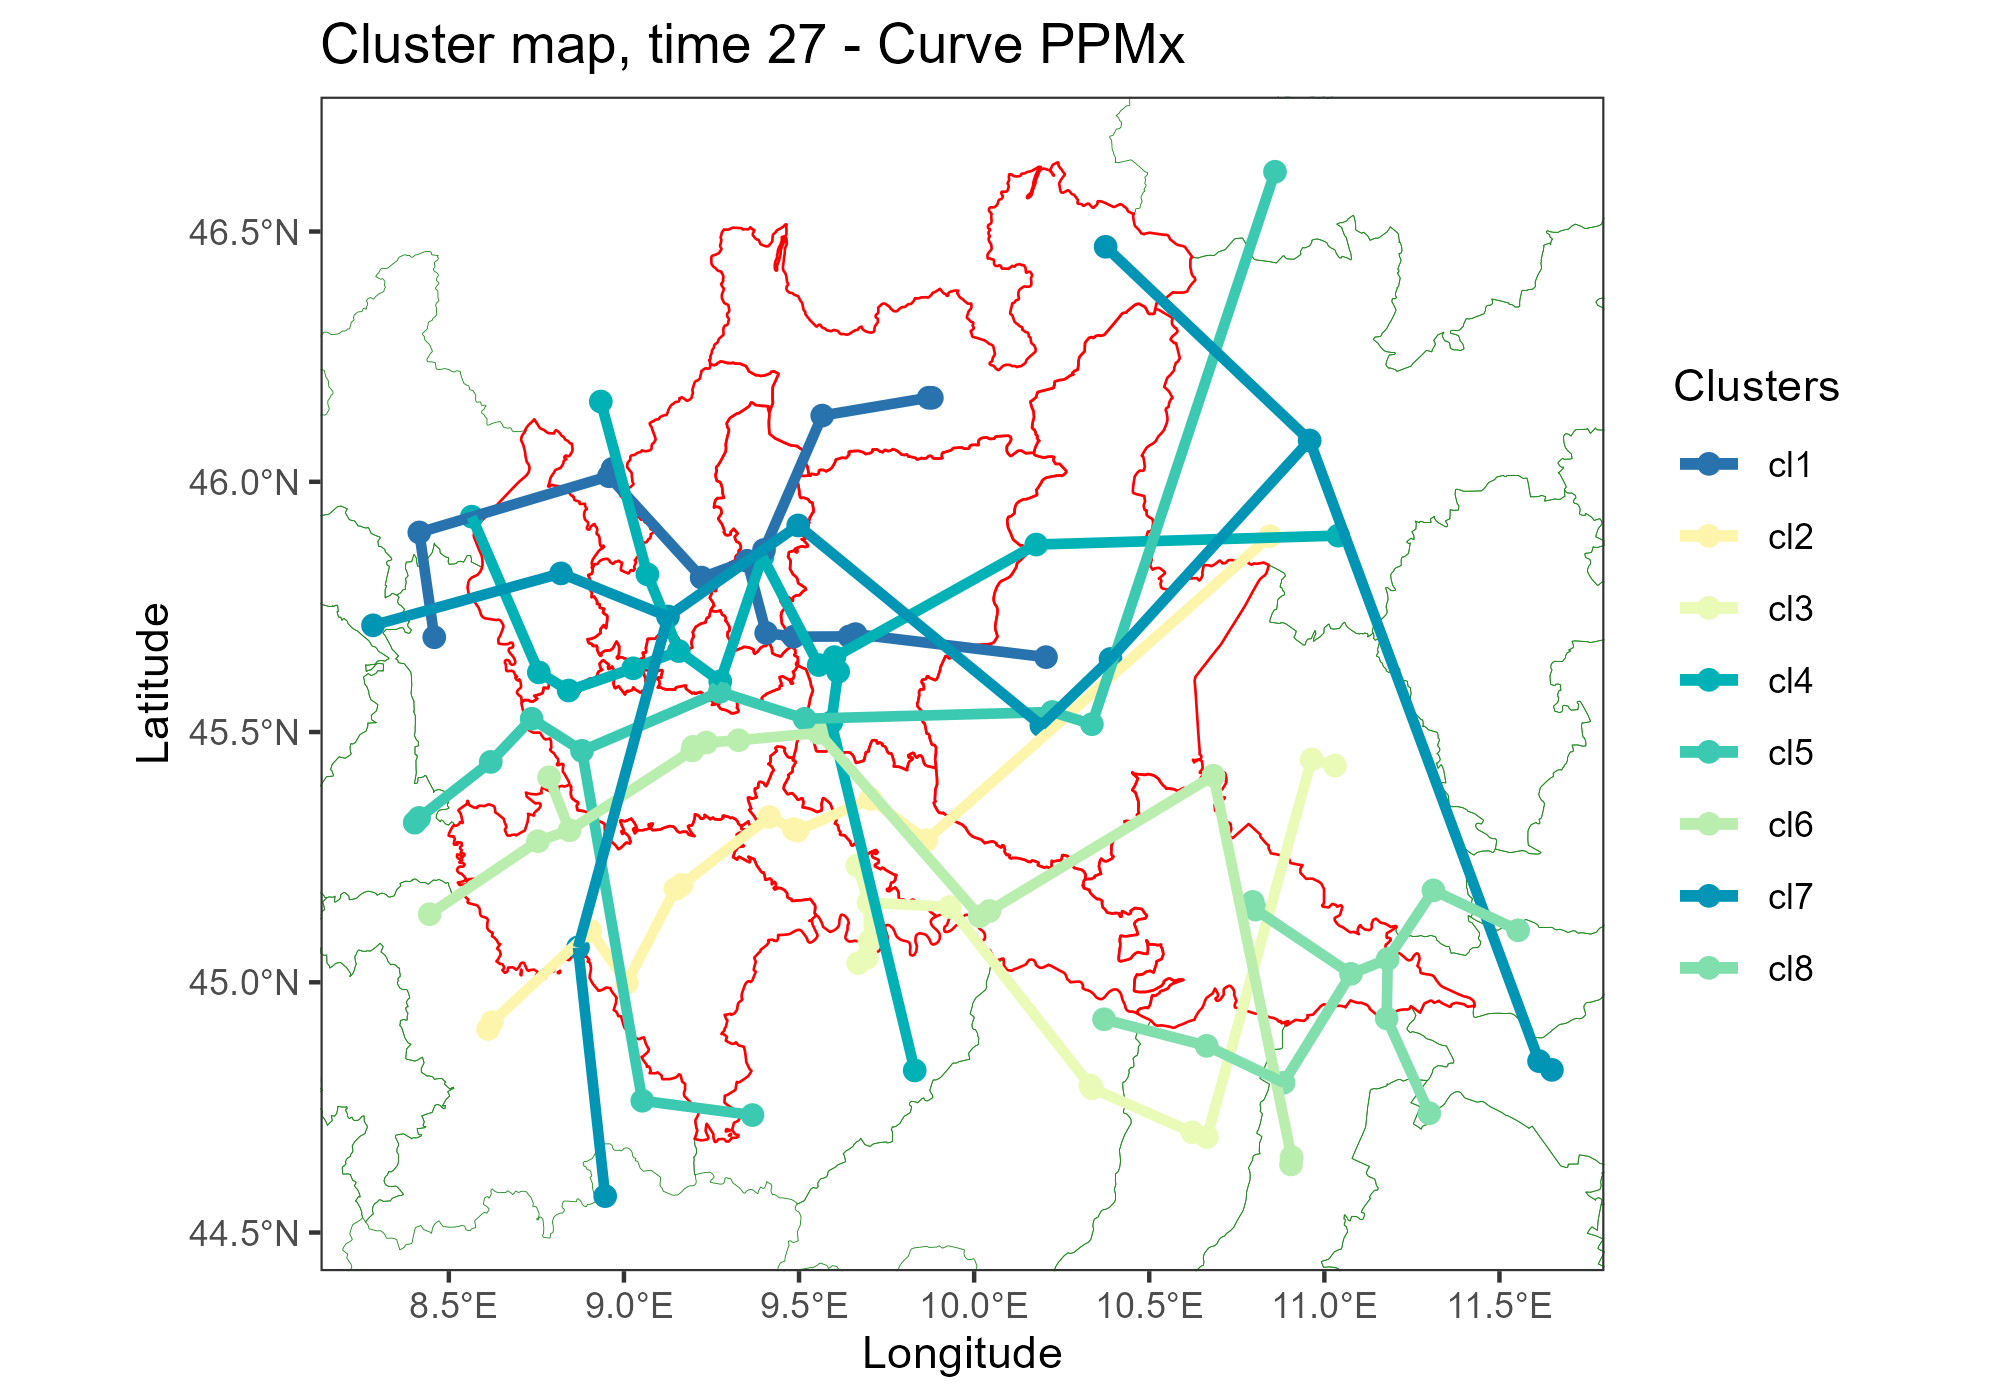 Cluster map, time 27 - Curve PPMx
Latitude
46.5°N
46.0°N
45.5°N
45.0°N
44.5°N
8.5°E
9.0°E
9.5°E
10.0°E
10.5°E
11.0°E
11.5°E
Longitude
Clusters
cl1
cl2
cl3
cl4
cl5
cl6
cl7
cl8